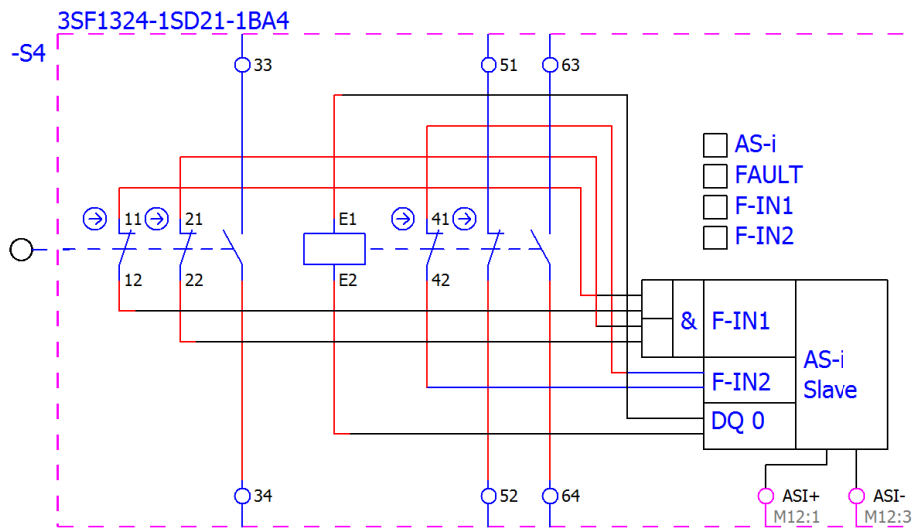 3SF1324-1SD21-1BA4
-S4
33
51
63
AS-i
FAULT
F-IN1
F-IN2
11
21
E1
41
12
22
E2
42
&
F-IN1
F-IN2
DQ 0
AS-i
Slave
34
52
64
ASI+
M12:1
ASI-
M12:3